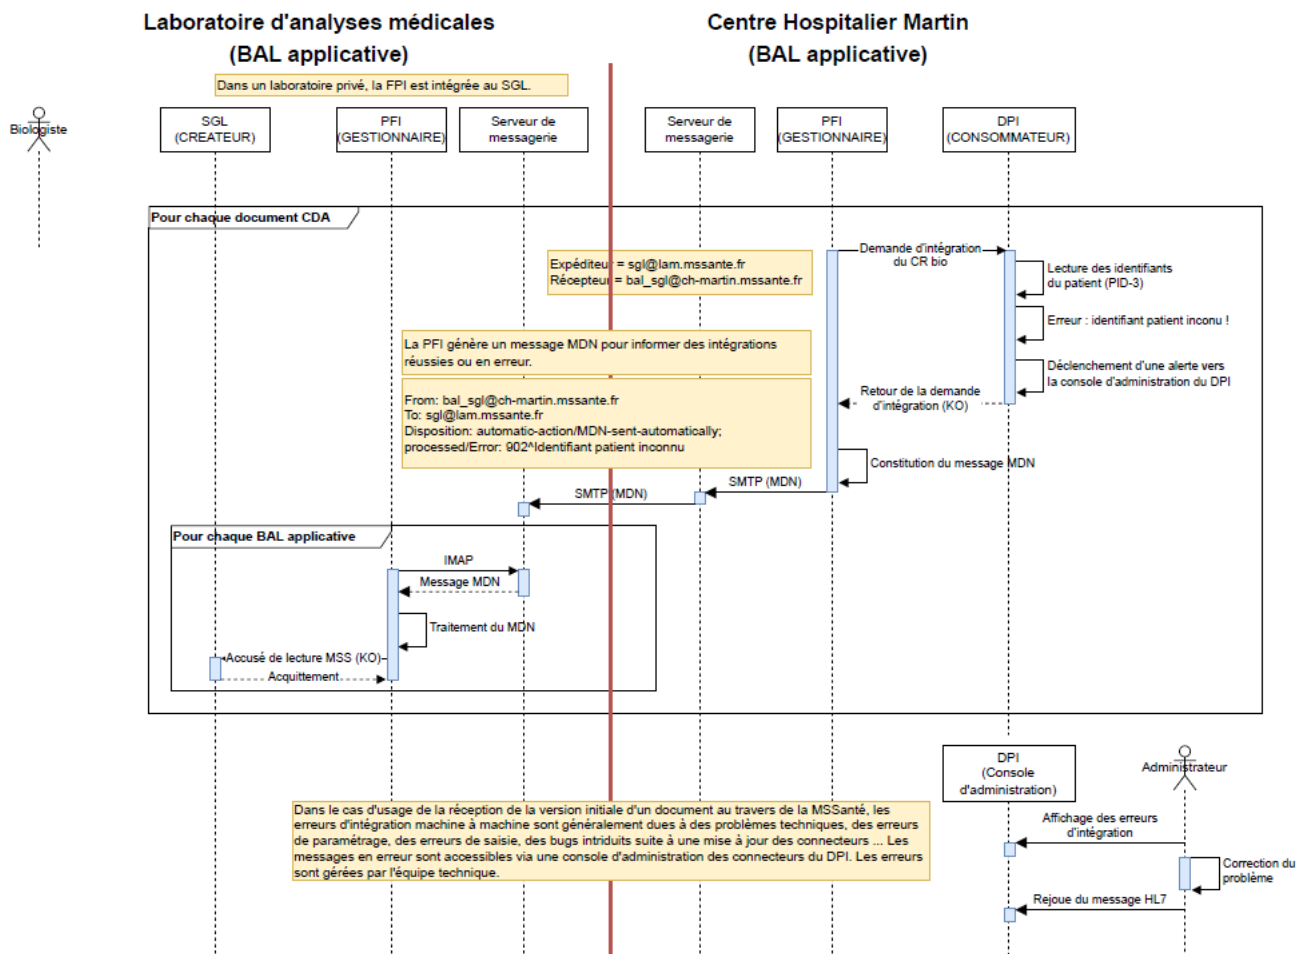 Laboratoire d'analyses médicales
(BAL applicative)
Centre Hospitalier Martin
(BAL applicative)
Dans un laboratoire privé, la FPI est intégrée au SGL.
Biologiste
SGL
(CREATEUR)
PFI
(GESTIONNAIRE)
Serveur de
messagerie
Serveur de
messagerie
PFI
(GESTIONNAIRE)
DPI
(CONSOMMATEUR)
Pour chaque document CDA
Expéditeur = sgl@lam.mssante.fr
Récepteur = bal_sgl@ch-martin.mssante.fr
Demande d'intégration
du CR bio
Lecture des identifiants
du patient (PID-3)
Erreur : identifiant patient inconu !
La PFI génère un message MDN pour informer des intégrations
réussies ou en erreur.
Déclenchement d'une alerte vers
la console d'administration du DPI
Retour de la demande
d'intégration (KO)
From: bal_sgl@ch-martin.mssante.fr
To: sgl@lam.mssante.fr
Disposition: automatic-action/MDN-sent-automatically;
processed/Error: 902^Identifiant patient inconnu
Constitution du message MDN
SMTP (MDN)
SMTP (MDN)
Pour chaque BAL applicative
IMAP
Message MDN
Traitement du MDN
Accusé de lecture MSS (KO)
Acquittement
DPI
(Console
d'administration)
Administrateur
Dans le cas d'usage de la réception de la version initiale d'un document au travers de la MSSanté, les
erreurs d'intégration machine à machine sont généralement dues à des problèmes techniques, des erreurs
de paramétrage, des erreurs de saisie, des bugs intriduits suite à une mise à jour des connecteurs ... Les
messages en erreur sont accessibles via une console d'administration des connecteurs du DPI. Les erreurs
sont gérées par l'équipe technique.
Affichage des erreurs
d'intégration
Correction du
problème
Rejoue du message HL7